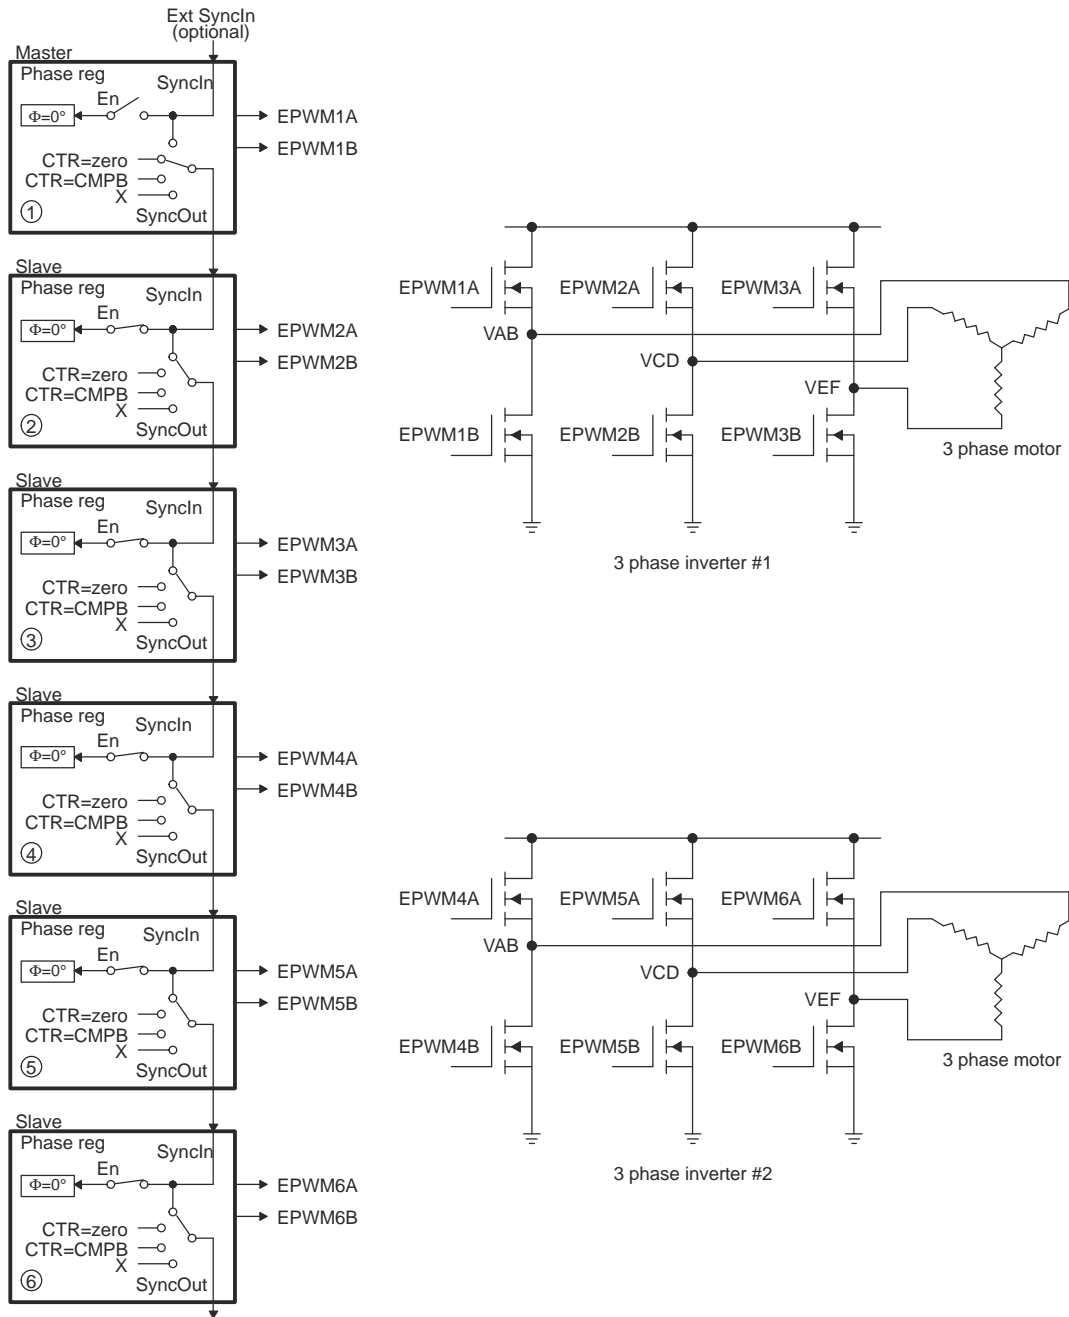 Ext SyncIn
(optional)
Master
Phase reg
SyncIn
En
Φ=0°
EPWM1A
EPWM1B
CTR=zero
CTR=CMPB
X
1
SyncOut
Slave
Phase reg
SyncIn
En
Φ=0°
EPWM2A
EPWM2B
CTR=zero
CTR=CMPB
X
2
SyncOut
Slave
Phase reg
SyncIn
En
Φ=0°
EPWM3A
EPWM3B
CTR=zero
CTR=CMPB
X
3
SyncOut
Slave
Phase reg
SyncIn
En
Φ=0°
EPWM4A
EPWM4B
CTR=zero
CTR=CMPB
X
4
SyncOut
Slave
Phase reg
SyncIn
En
Φ=0°
EPWM5A
EPWM5B
CTR=zero
CTR=CMPB
X
5
SyncOut
Slave
Phase reg
SyncIn
En
Φ=0°
EPWM6A
EPWM6B
CTR=zero
CTR=CMPB
X
6
SyncOut
EPWM1A
EPWM2A
EPWM3A
VAB
VCD
VEF
EPWM1B
EPWM2B
EPWM3B
3 phase motor
3 phase inverter #1
EPWM4A
EPWM5A
EPWM6A
VAB
VCD
VEF
EPWM4B
EPWM5B
EPWM6B
3 phase motor
3 phase inverter #2